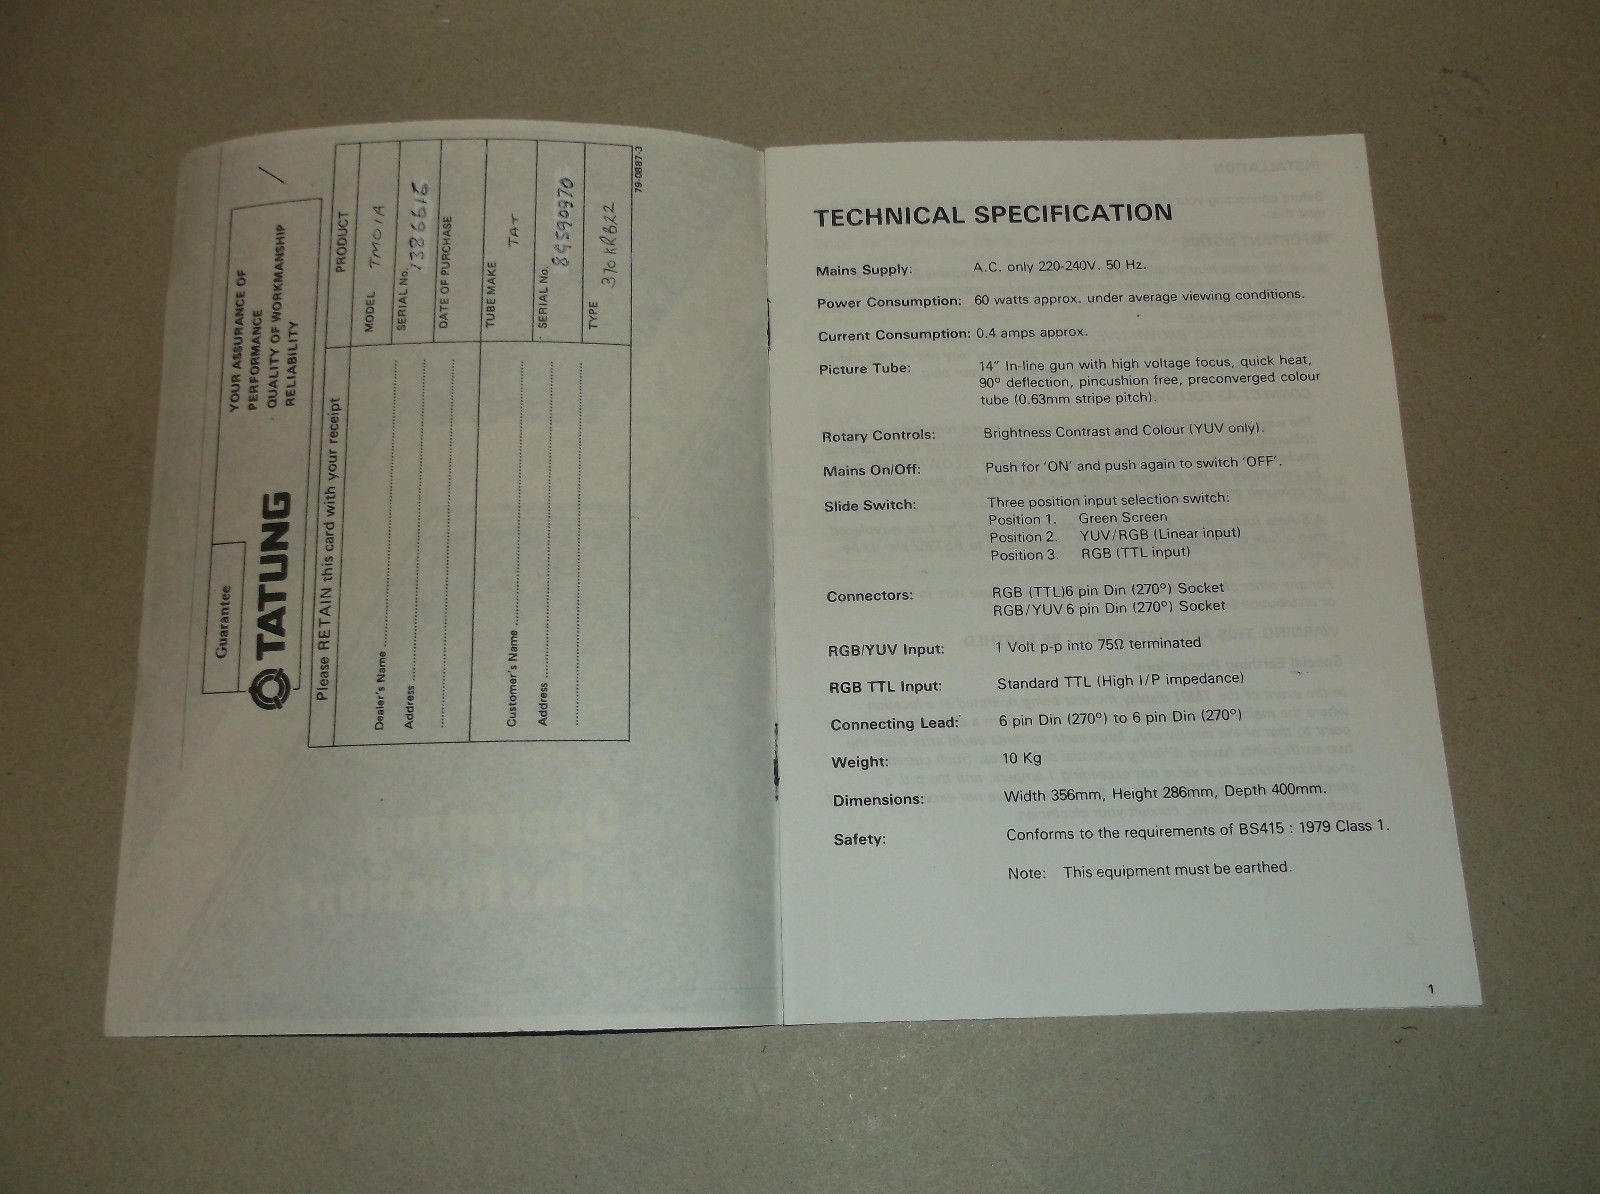 Guarantee
TATUNG
YOUR ASSURANCE OF
PERFORMANCE
QUALITY OF WORKMANSHIP
RELIABILITY
Please RETAIN this card with your receipt
PRODUCT
Dealer's Name
MODEL TM01A
Address
SERIAL No. 1386616
DATE OF PURCHASE
TUBE MAKE TAT
Customer's Name
Address
SERIAL No. 89590970
TYPE 370KRB22
79-0887-3
TECHNICAL SPECIFICATION
Mains Supply: A.C. only 220-240V. 50 Hz.
Power Consumption: 60 watts approx. under average viewing conditions.
Current Consumption: 0.4 amps approx.
Picture Tube: 14" In-line gun with high voltage focus, quick heat,
90° deflection, pincushion free, preconverged colour
tube (0.63mm stripe pitch).
Rotary Controls: Brightness Contrast and Colour (YUV only).
Mains On/Off: Push for 'ON' and push again to switch 'OFF'.
Slide Switch: Three position input selection switch:
Position 1. Green Screen
Position 2. YUV/RGB (Linear input)
Position 3. RGB (TTL input)
Connectors: RGB (TTL)6 pin Din (270°) Socket
RGB/YUV 6 pin Din (270°) Socket
RGB/YUV Input: 1 Volt p-p into 75Ω terminated
RGB TTL Input: Standard TTL (High I/P impedance)
Connecting Lead: 6 pin Din (270°) to 6 pin Din (270°)
Weight: 10 Kg
Dimensions: Width 356mm, Height 286mm, Depth 400mm.
Safety: Conforms to the requirements of BS415 : 1979 Class 1.
Note: This equipment must be earthed.
1